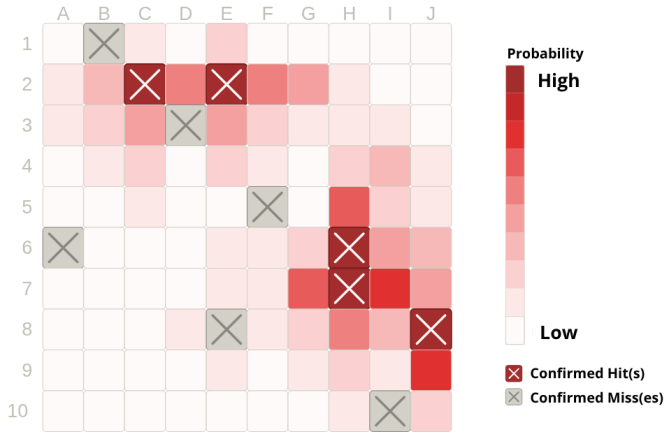 A B C D E F G H I J
1
2
3
4
5
6
7
8
9
10
Probability
High
Low
Confirmed Hit(s)
Confirmed Miss(es)